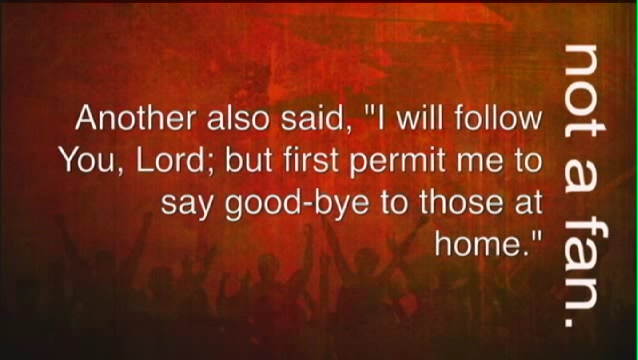 Another also said, "I will follow
You, Lord; but first permit me to
say good-bye to those at
home."
not a fan.